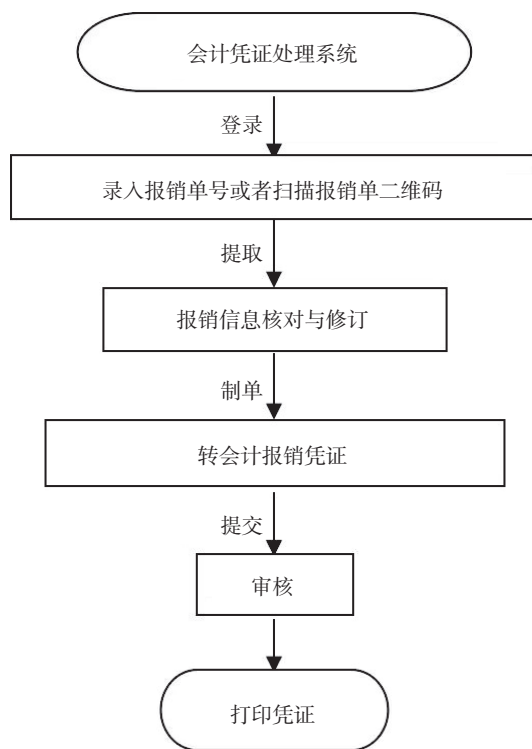 会计凭证处理系统
登录
录入报销单号或者扫描报销单二维码
提取
报销信息核对与修订
制单
转会计报销凭证
提交
审核
打印凭证